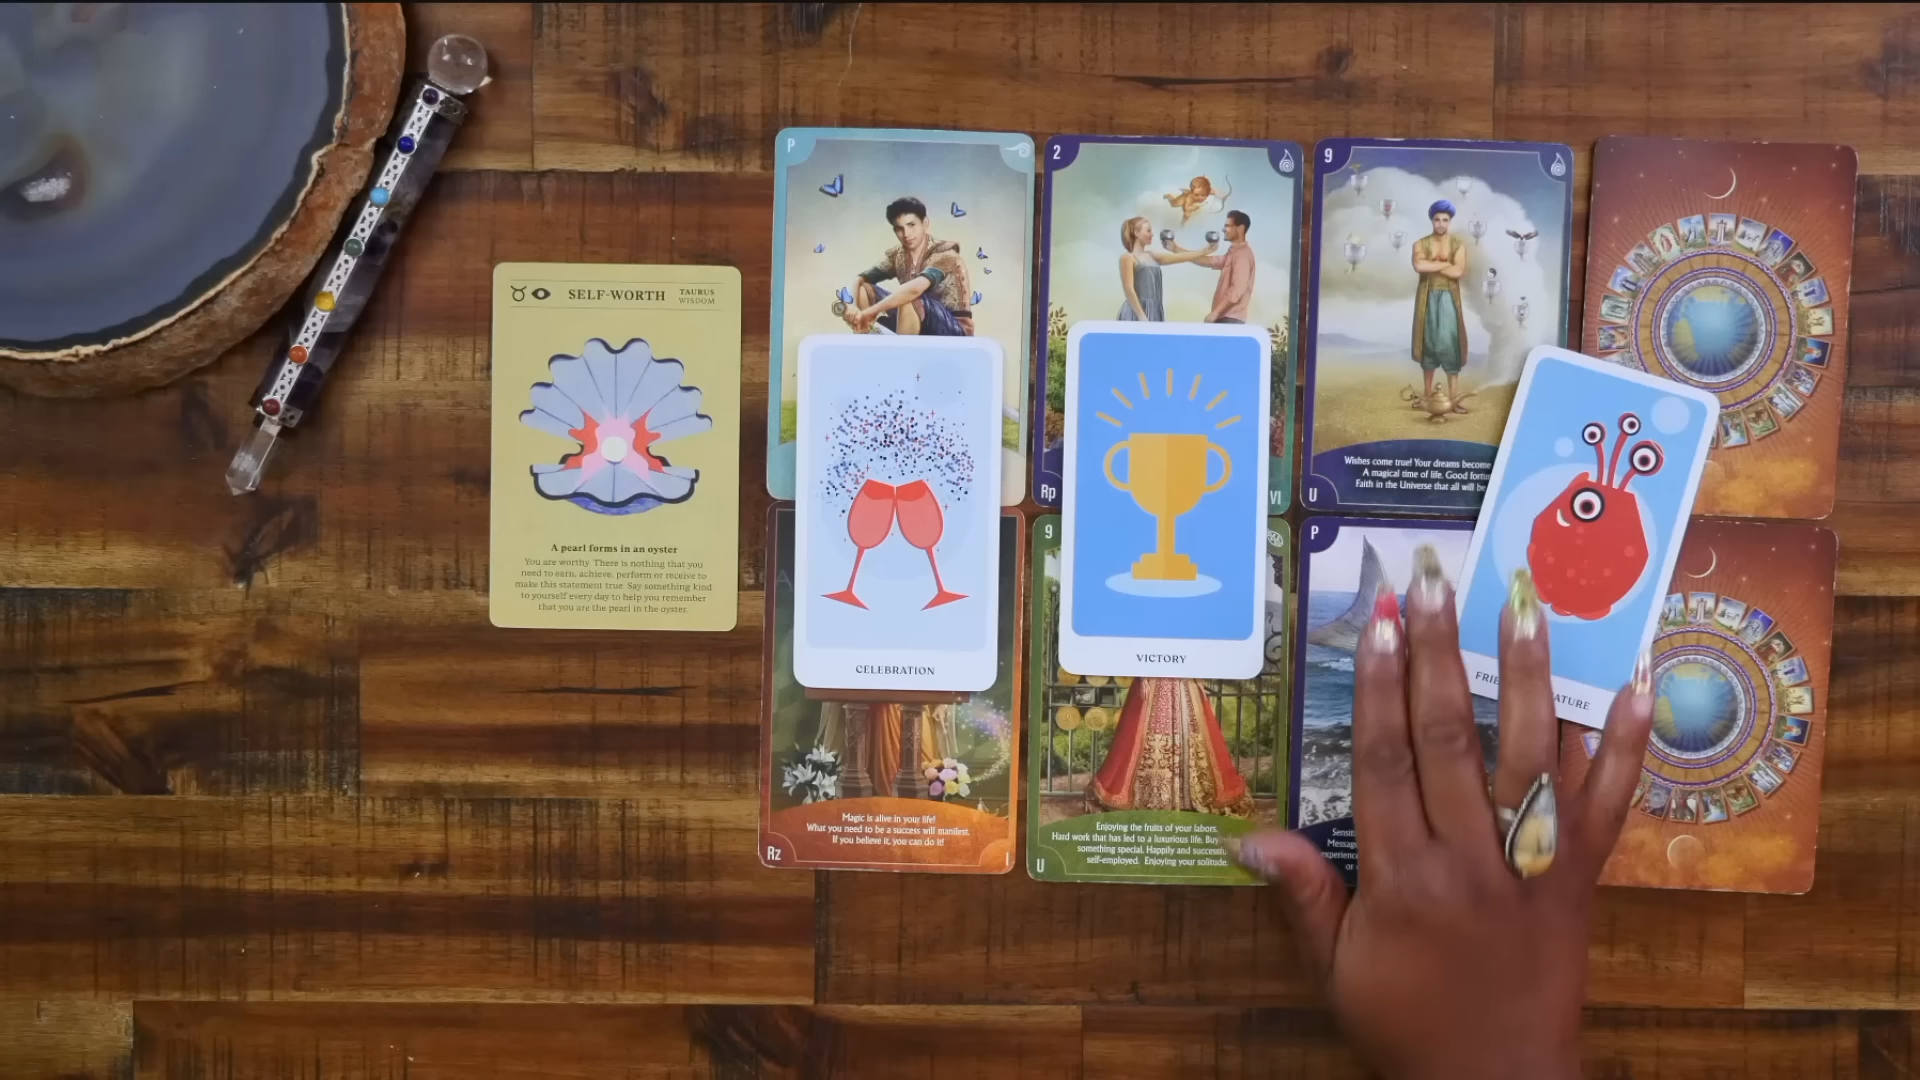 SELF-WORTH
TAURUS
WISDOM
A pearl forms in an oyster
You are worthy. There is nothing that you
need to earn, achieve, perform or receive to
make this statement true. Say something kind
to yourself every day to help you remember
that you are the pearl in the oyster.
P
2
Rp
VI
9
Wishes come true! Your dreams become
A magical time of life. Good
Faith in the Universe that all will be
U
CELEBRATION
VICTORY
ATURE
Magic is alive in your life!
What you need to be a success will manifest.
If you believe it, you can do it!
Rz
I
9
Enjoying the fruits of your labors.
Hard work that has led to a luxurious life.
something special. Happily and
self-employed. Enjoying your solitude.
U
P